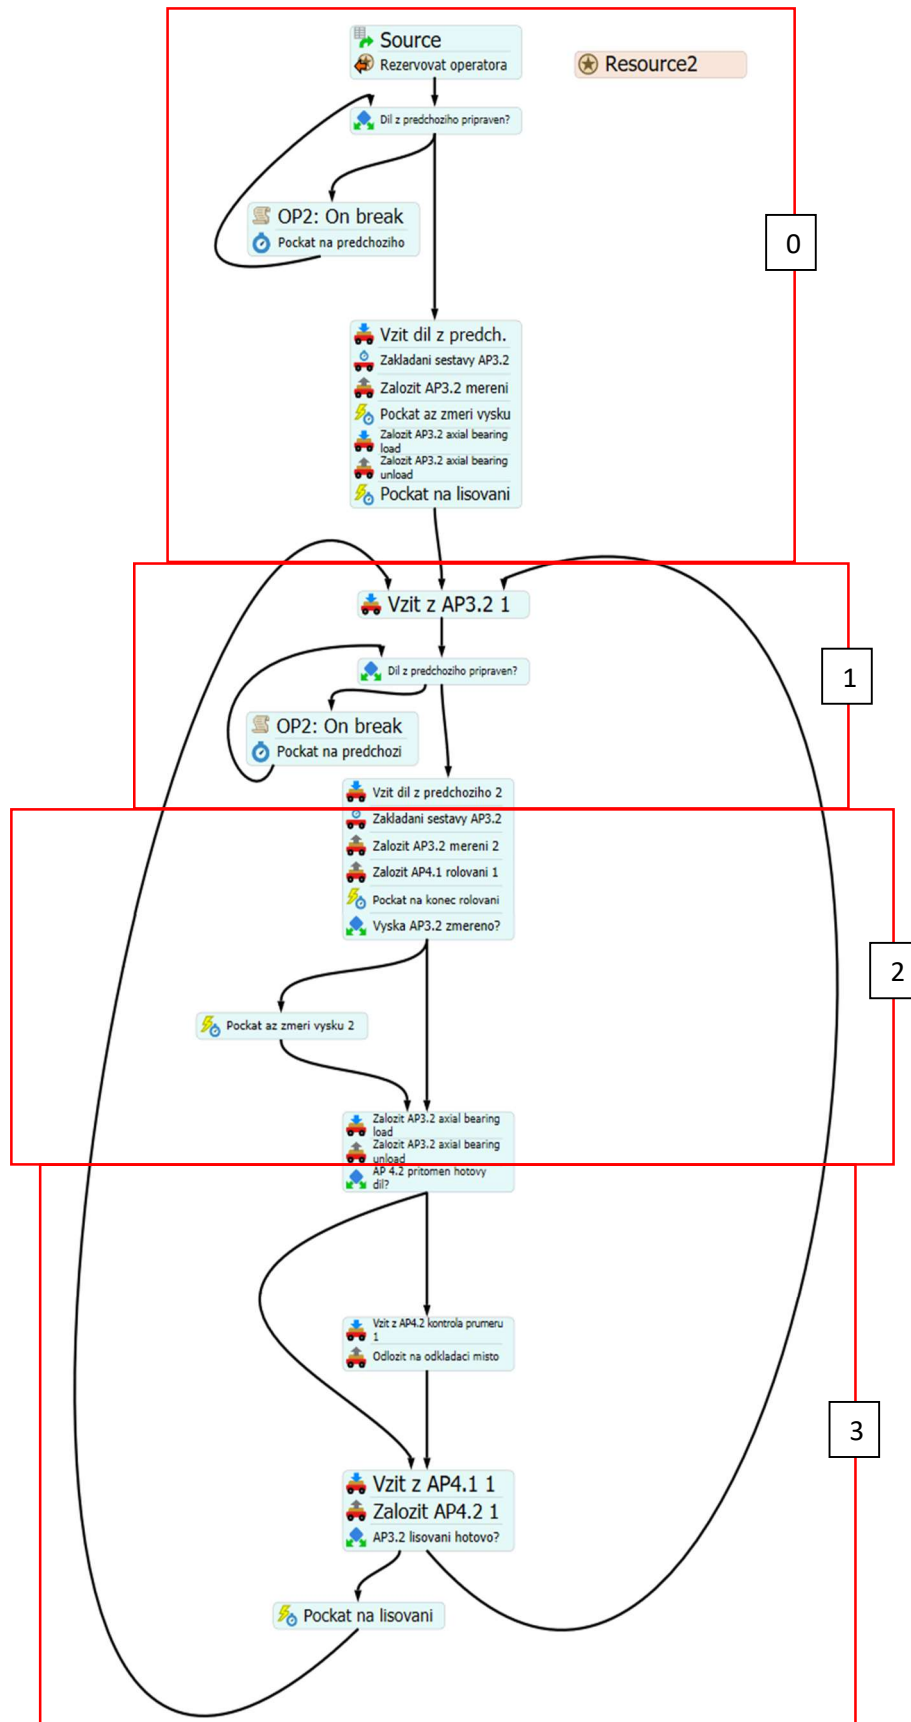 Source
Rezervovat operatora
Resource2
Dil z predchoziho pripraven?
OP2: On break
Pockat na predchoziho
0
Vzit dil z predch.
Zakladani sestavy AP3.2
Zalozit AP3.2 mereni
Pockat az zmeri vysku
Zalozit AP3.2 axial bearing
load
Zalozit AP3.2 axial bearing
unload
Pockat na lisovani
Vzit z AP3.2 1
Dil z predchoziho pripraven?
1
OP2: On break
Pockat na predchozi
Vzit dil z predchoziho 2
Zakladani sestavy AP3.2
Zalozit AP3.2 mereni 2
Zalozit AP4.1 rolovani 1
Pockat na konec rolovani
Vyska AP3.2 zmereno?
2
Pockat az zmeri vysku 2
Zalozit AP3.2 axial bearing
load
Zalozit AP3.2 axial bearing
unload
AP 4.2 pritomen hotovy
dil?
Vzit z AP4.2 kontrola prumeru
1
Odlozit na odkladaci misto
3
Vzit z AP4.1 1
Zalozit AP4.2 1
AP3.2 lisovani hotovo?
Pockat na lisovani